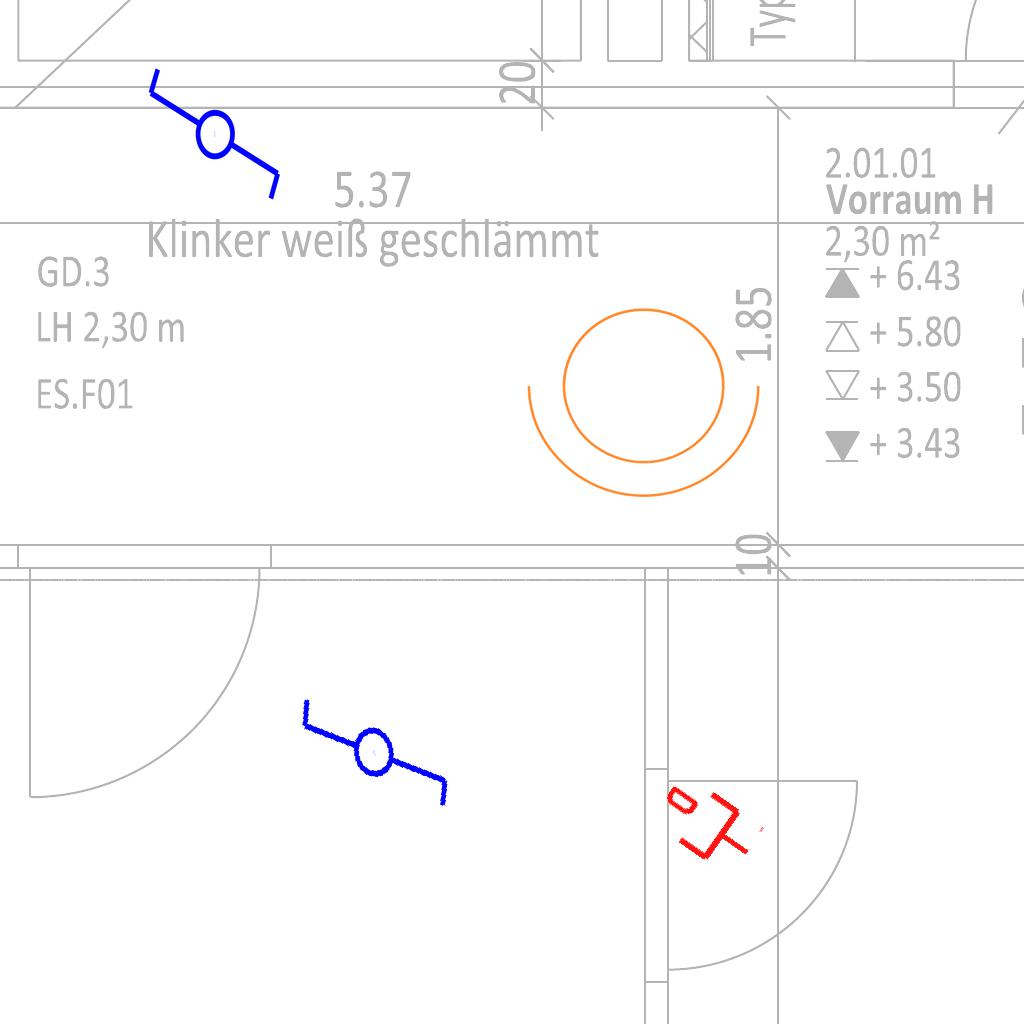 Typ
20
5.37
Klinker weiß geschlämmt
GD.3
LH 2,30 m
ES.F01
1.85
2.01.01
Vorraum H
2,30 m²
+ 6.43
+ 5.80
+ 3.50
+ 3.43
10